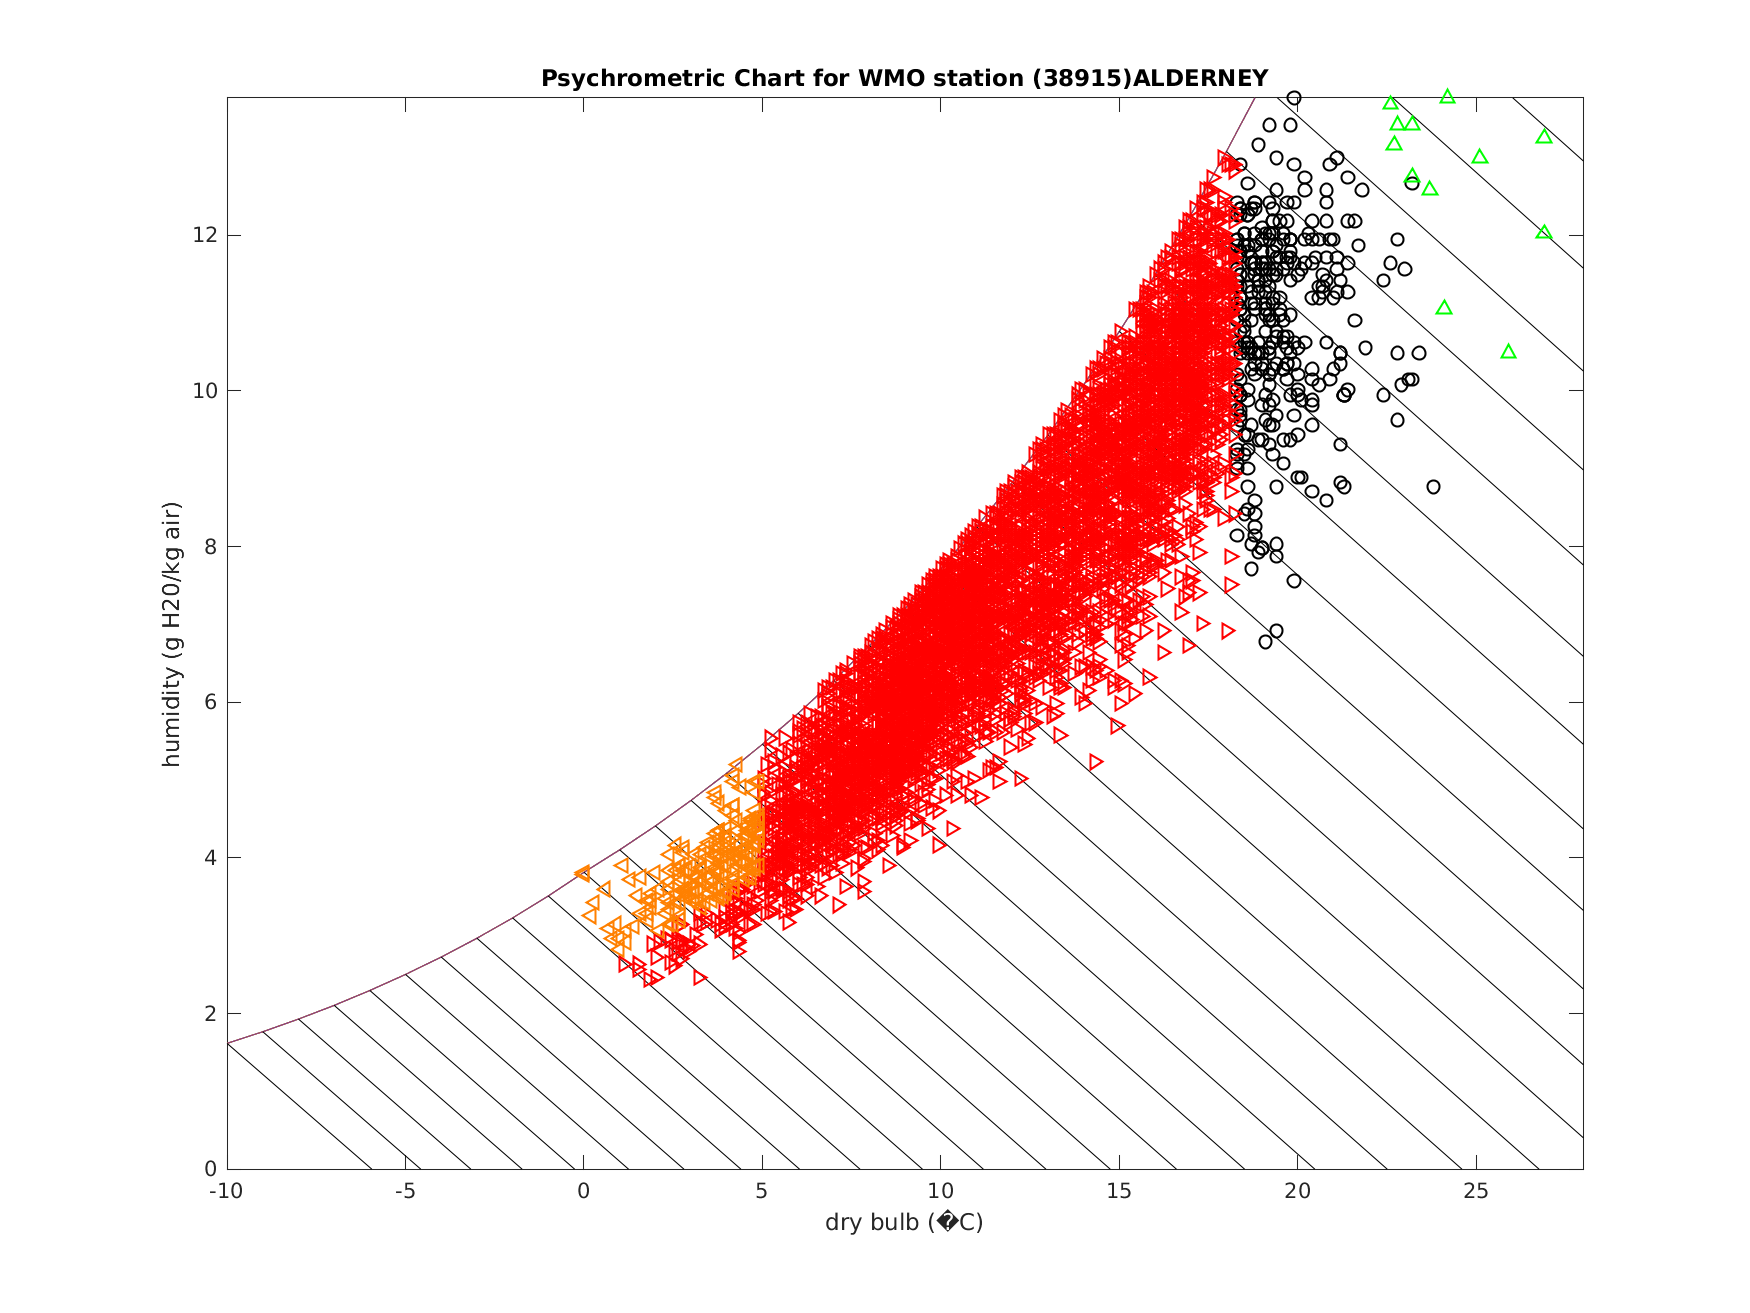 Psychrometric Chart for WMO station (38915)ALDERNEY
humidity (g H20/kg air)
12
10
8
6
4
2
0
-10 -5 0 5 10 15 20 25
dry bulb (�C)